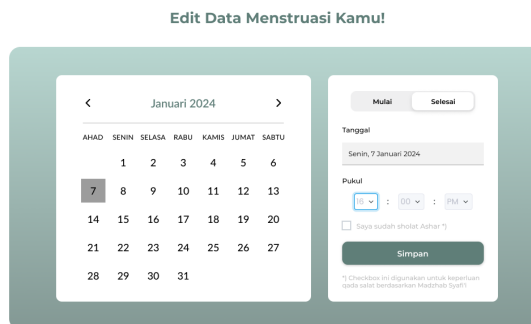 Edit Data Menstruasi Kamu!
Januari 2024
AHAD SENIN SELASA RABU KAMIS JUMAT SABTU
1 2 3 4 5 6
7 8 9 10 11 12 13
14 15 16 17 18 19 20
21 22 23 24 25 26 27
28 29 30 31
Mulai Selesai
Tanggal
Senin, 7 Januari 2024
Pukul
16 : 00 : PM
Saya sudah sholat Ashar *)
Simpan
*) Checkbox ini digunakan untuk keperluan
qada salat berdasarkan Madzhab Syafi'i